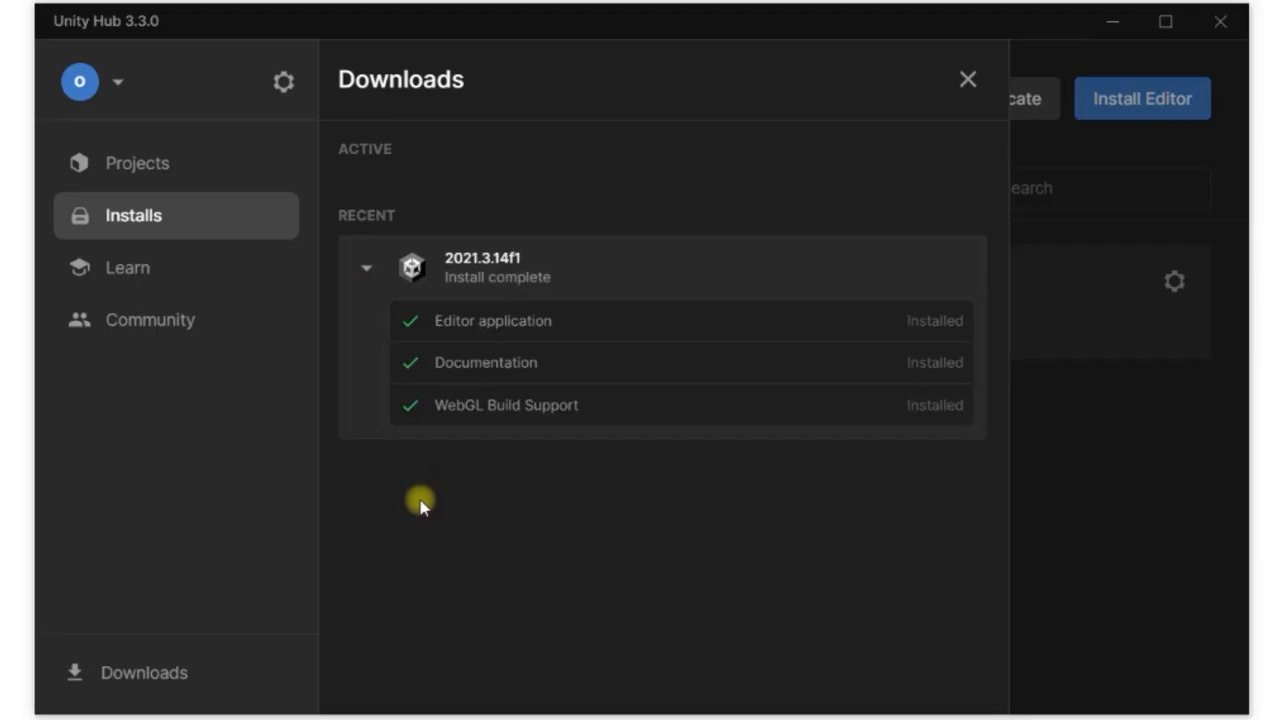 Unity Hub 3.3.0
O
Projects
Installs
Learn
Community
Downloads
Downloads
ACTIVE
RECENT
2021.3.14f1
Install complete
Editor application Installed
Documentation Installed
WebGL Build Support Installed
cate
Install Editor
earch